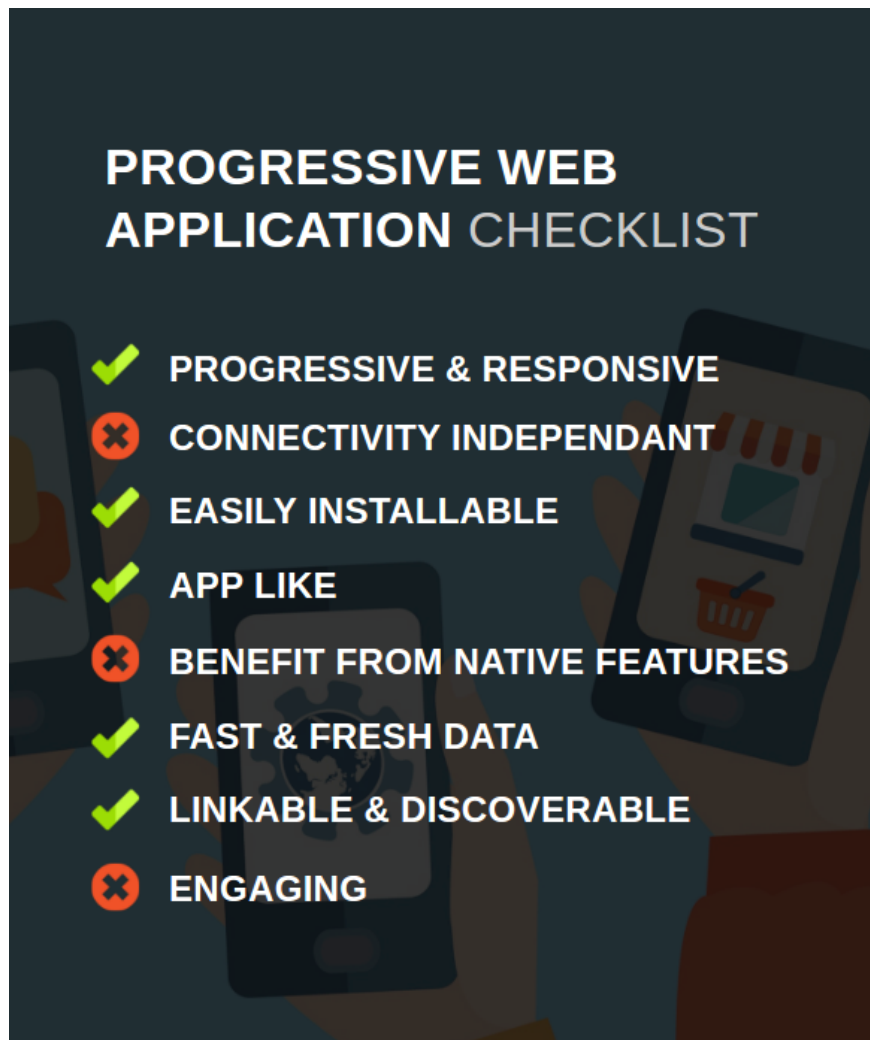 PROGRESSIVE WEB
APPLICATION CHECKLIST
PROGRESSIVE & RESPONSIVE
CONNECTIVITY INDEPENDANT
EASILY INSTALLABLE
APP LIKE
BENEFIT FROM NATIVE FEATURES
FAST & FRESH DATA
LINKABLE & DISCOVERABLE
ENGAGING